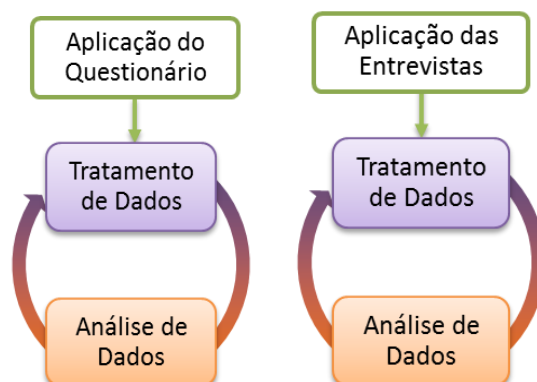 Aplicação do
Questionário
Tratamento
de Dados
Análise de
Dados
Aplicação das
Entrevistas
Tratamento
de Dados
Análise de
Dados